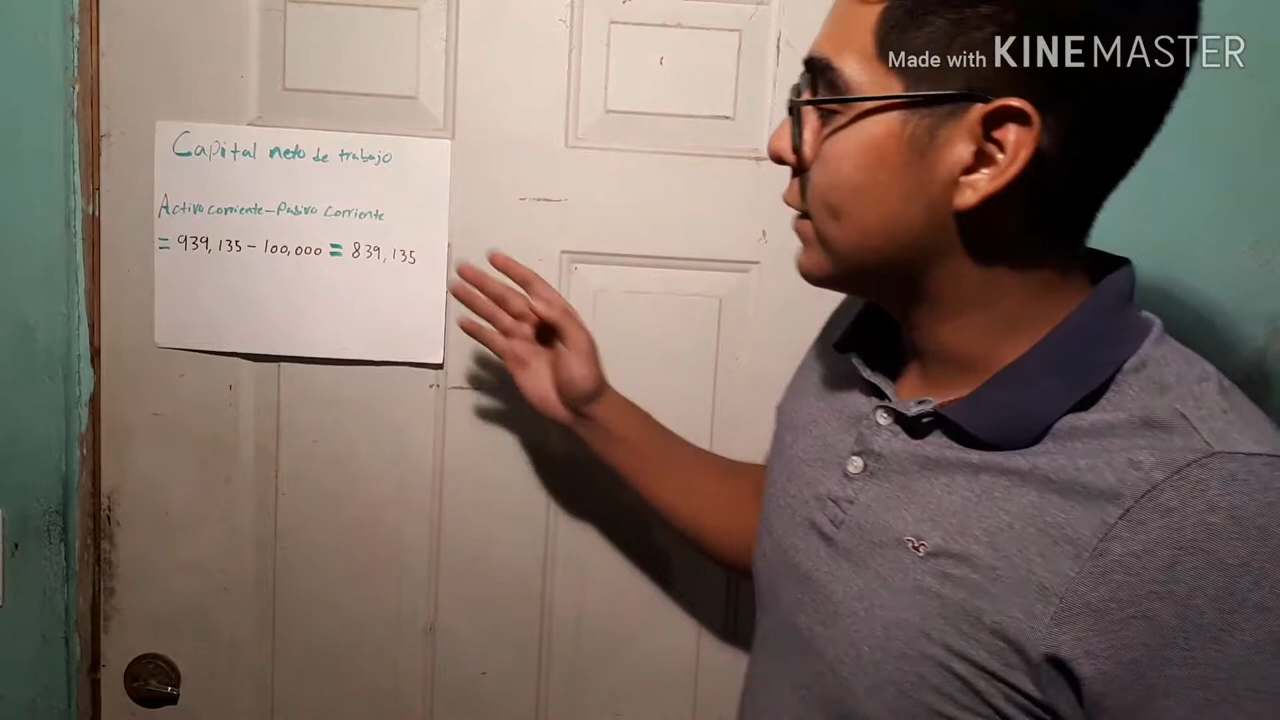 Made with KINEMASTER
Capital neto de trabajo
Activo corriente - Pasivo corriente
= 939,135 - 100,000 = 839,135